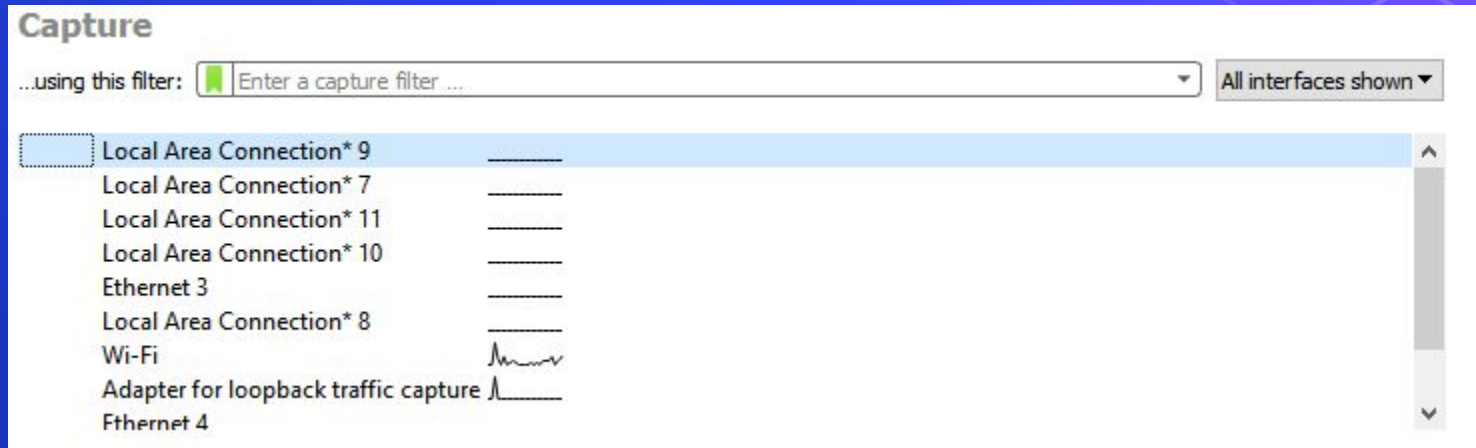 Capture
...using this filter: Enter a capture filter ... All interfaces shown
Local Area Connection* 9
Local Area Connection* 7
Local Area Connection* 11
Local Area Connection* 10
Ethernet 3
Local Area Connection* 8
Wi-Fi
Adapter for loopback traffic capture
Ethernet 4